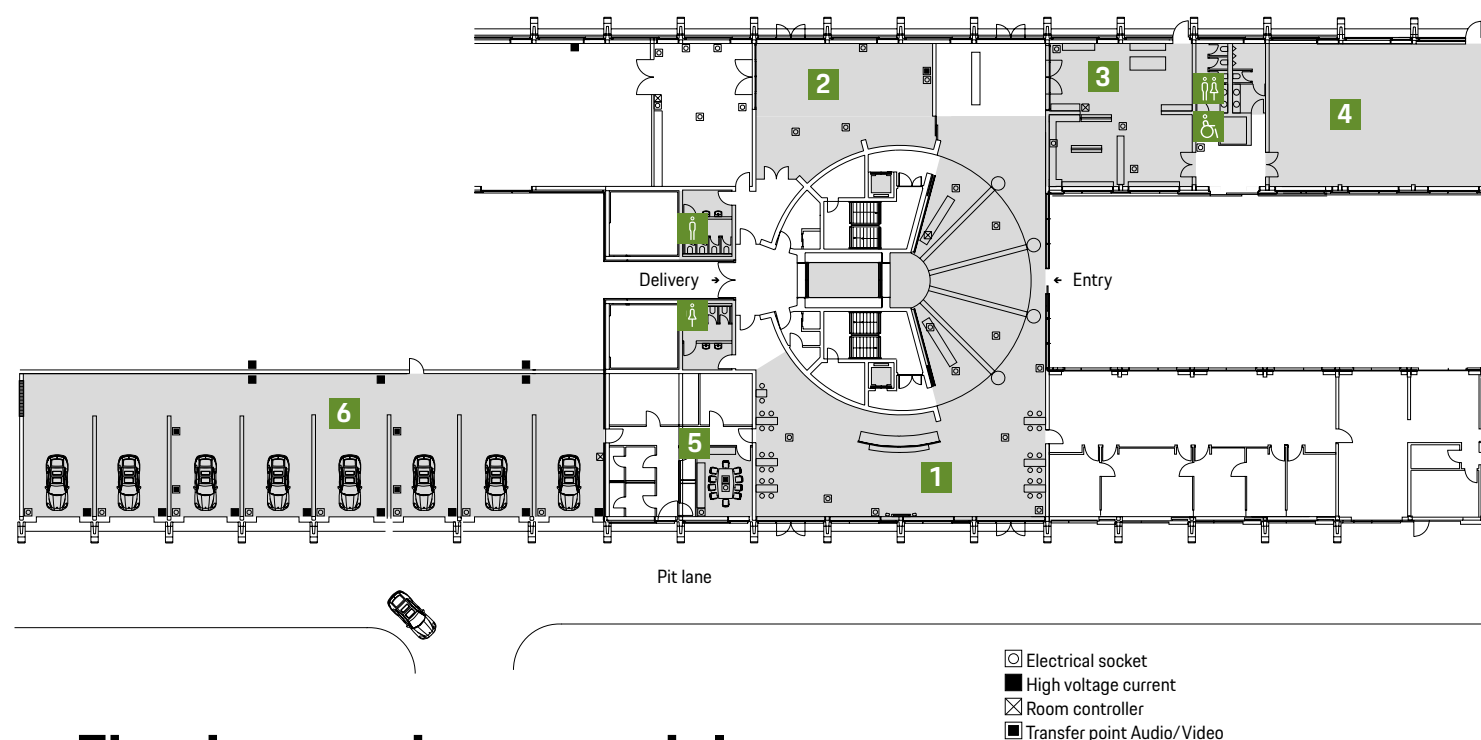 2
3
4
Delivery
Entry
6
5
1
Pit lane
Electrical socket
High voltage current
Room controller
Transfer point Audio/Video